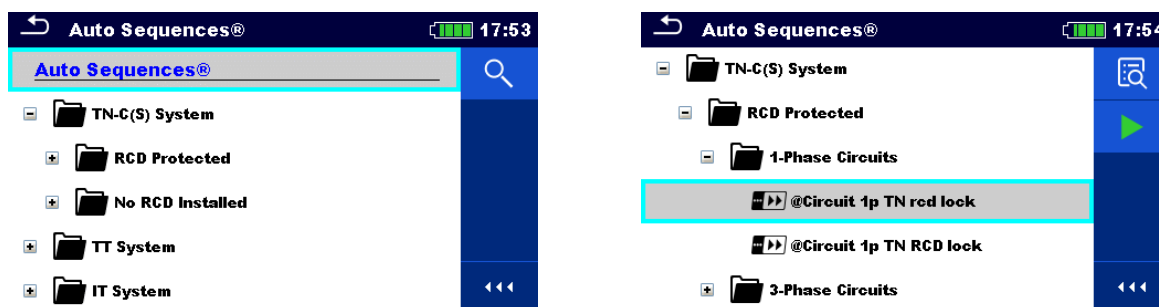 Auto Sequences® 17:53
Auto Sequences®
TN-C(S) System
RCD Protected
No RCD Installed
TT System
IT System
Auto Sequences® 17:54
TN-C(S) System
RCD Protected
1-Phase Circuits
@Circuit 1p TN rcd lock
@Circuit 1p TN RCD lock
3-Phase Circuits